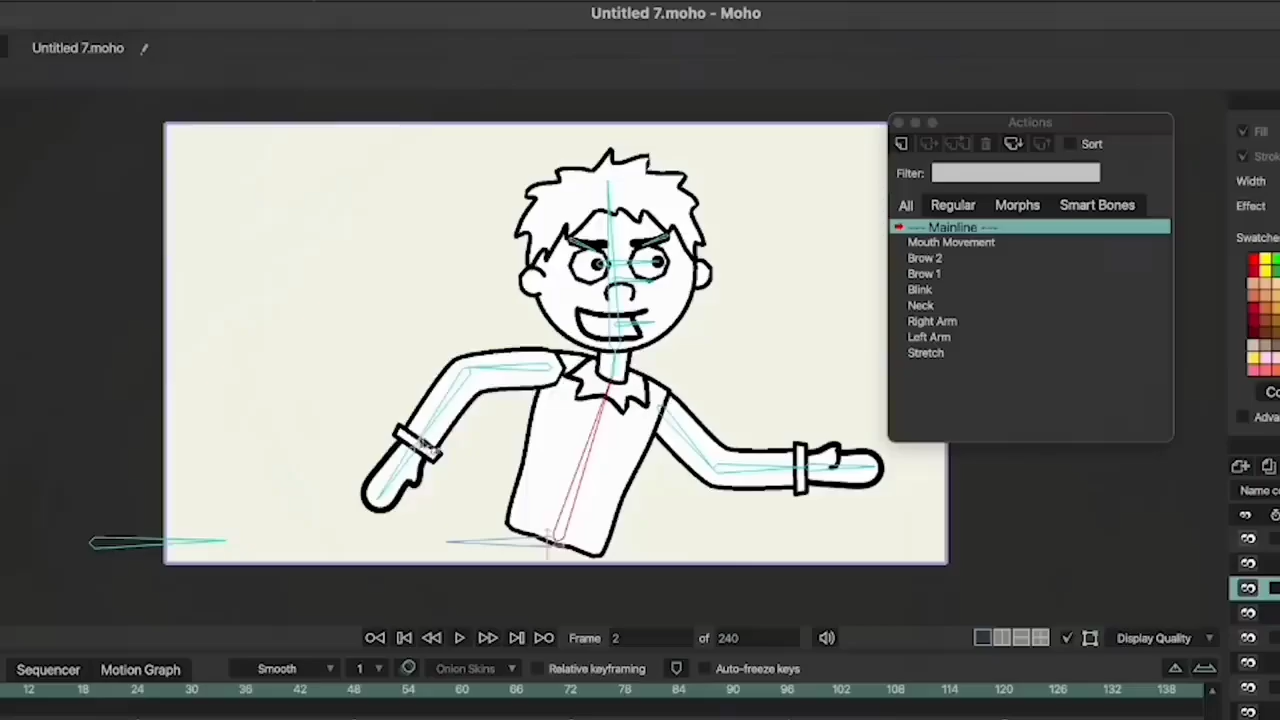 Untitled 7.moho - Moho
Untitled 7.moho
Actions
Sort
Filter:
All Regular Morphs Smart Bones
--- Mainline ---
Mouth Movement
Brow 2
Brow 1
Blink
Neck
Right Arm
Left Arm
Stretch
Fill
Width
Effect
Swatches
Frame 2 of 240
Display Quality
Sequencer Motion Graph Smooth 1 Onion Skins Relative keyframing Auto-freeze keys
12 18 24 30 36 42 48 54 60 66 72 78 84 90 96 102 108 114 120 126 132 138